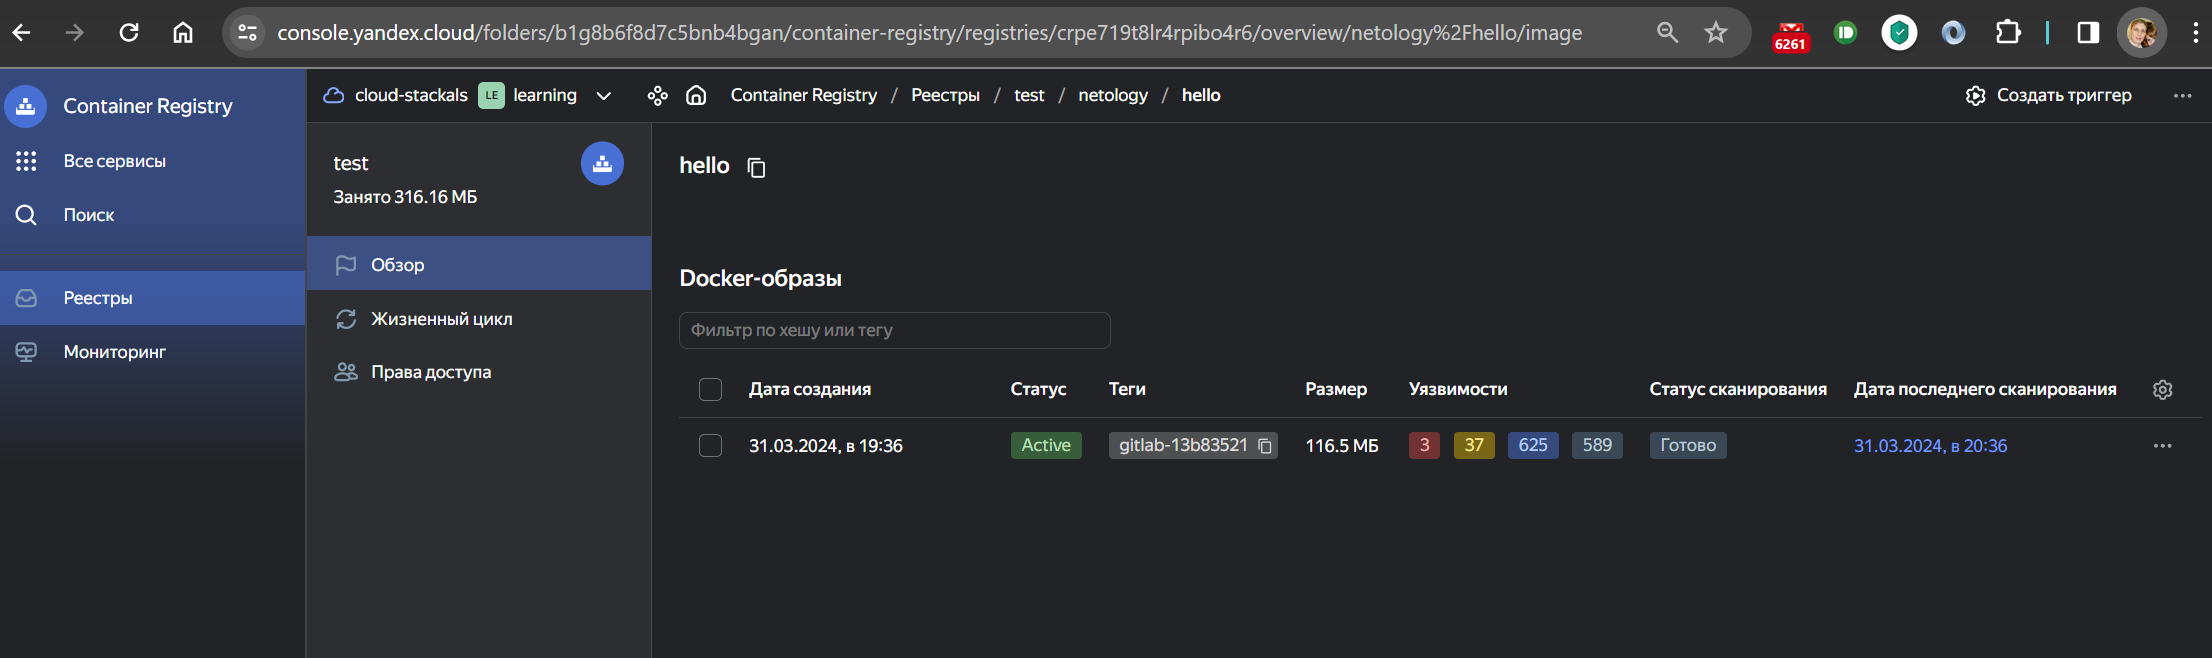 console.yandex.cloud/folders/b1g8b6f8d7c5bnb4bgan/container-registry/registries/crpe719t8lr4rpibo4r6/overview/netology%2Fhello/image
6261
Container Registry
Все сервисы
Поиск
Реестры
Мониторинг
cloud-stackals LE learning
Container Registry / Реестры / test / netology / hello
Создать триггер
test
Занято 316.16 МБ
Обзор
Жизненный цикл
Права доступа
hello
Docker-образы
Фильтр по хешу или тегу
Дата создания Статус Теги Размер Уязвимости Статус сканирования Дата последнего сканирования
31.03.2024, в 19:36 Active gitlab-13b83521 116.5 МБ 3 37 625 589 Готово 31.03.2024, в 20:36